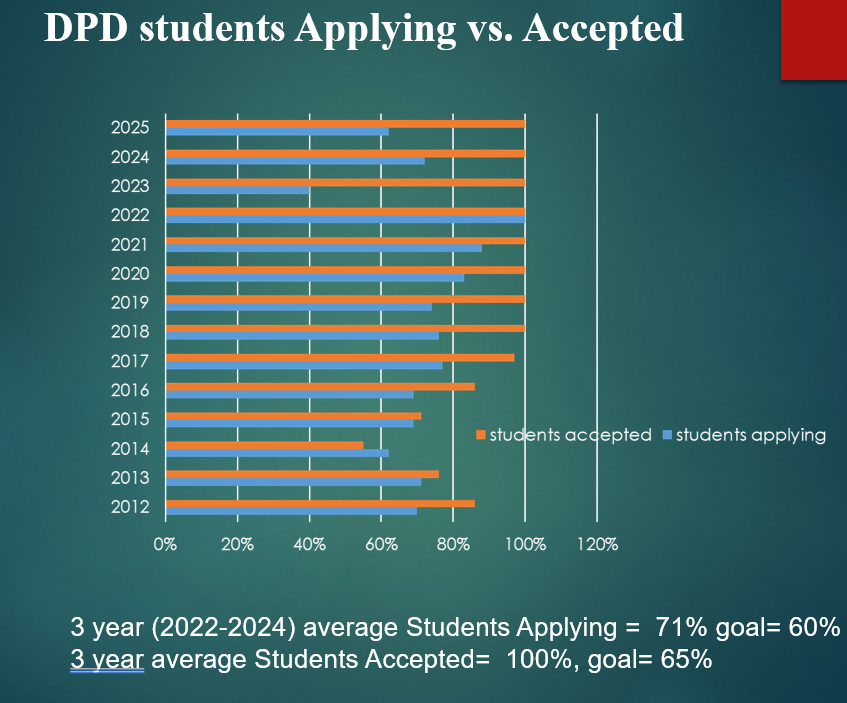 DPD students Applying vs. Accepted
2025
2024
2023
2022
2021
2020
2019
2018
2017
2016
2015
students accepted students applying
2014
2013
2012
0% 20% 40% 60% 80% 100% 120%
3 year (2022-2024) average Students Applying = 71% goal= 60%
3 year average Students Accepted= 100%, goal= 65%